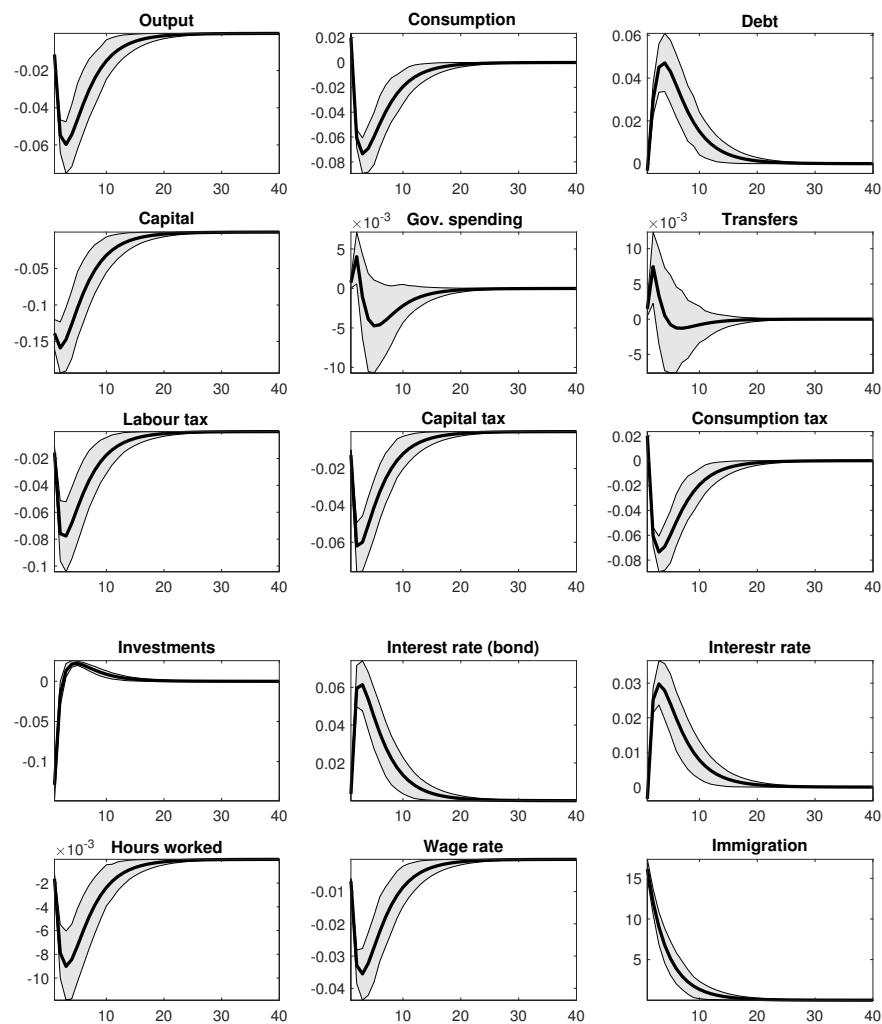 Output
-0.02
-0.04
-0.06
10 20 30 40
Consumption
0.02
0
-0.02
-0.04
-0.06
-0.08
10 20 30 40
Debt
0.06
0.04
0.02
0
10 20 30 40
Capital
-0.05
-0.1
-0.15
10 20 30 40
Gov. spending
×10-3
5
0
-5
-10
10 20 30 40
Transfers
×10-3
10
5
0
-5
10 20 30 40
Labour tax
-0.02
-0.04
-0.06
-0.08
-0.1
10 20 30 40
Capital tax
-0.02
-0.04
-0.06
10 20 30 40
Consumption tax
0.02
0
-0.02
-0.04
-0.06
-0.08
10 20 30 40
Investments
0
-0.05
-0.1
10 20 30 40
Interest rate (bond)
0.06
0.04
0.02
10 20 30 40
Interestr rate
0.03
0.02
0.01
0
10 20 30 40
Hours worked
×10-3
-2
-4
-6
-8
-10
10 20 30 40
Wage rate
-0.01
-0.02
-0.03
-0.04
10 20 30 40
Immigration
15
10
5
10 20 30 40